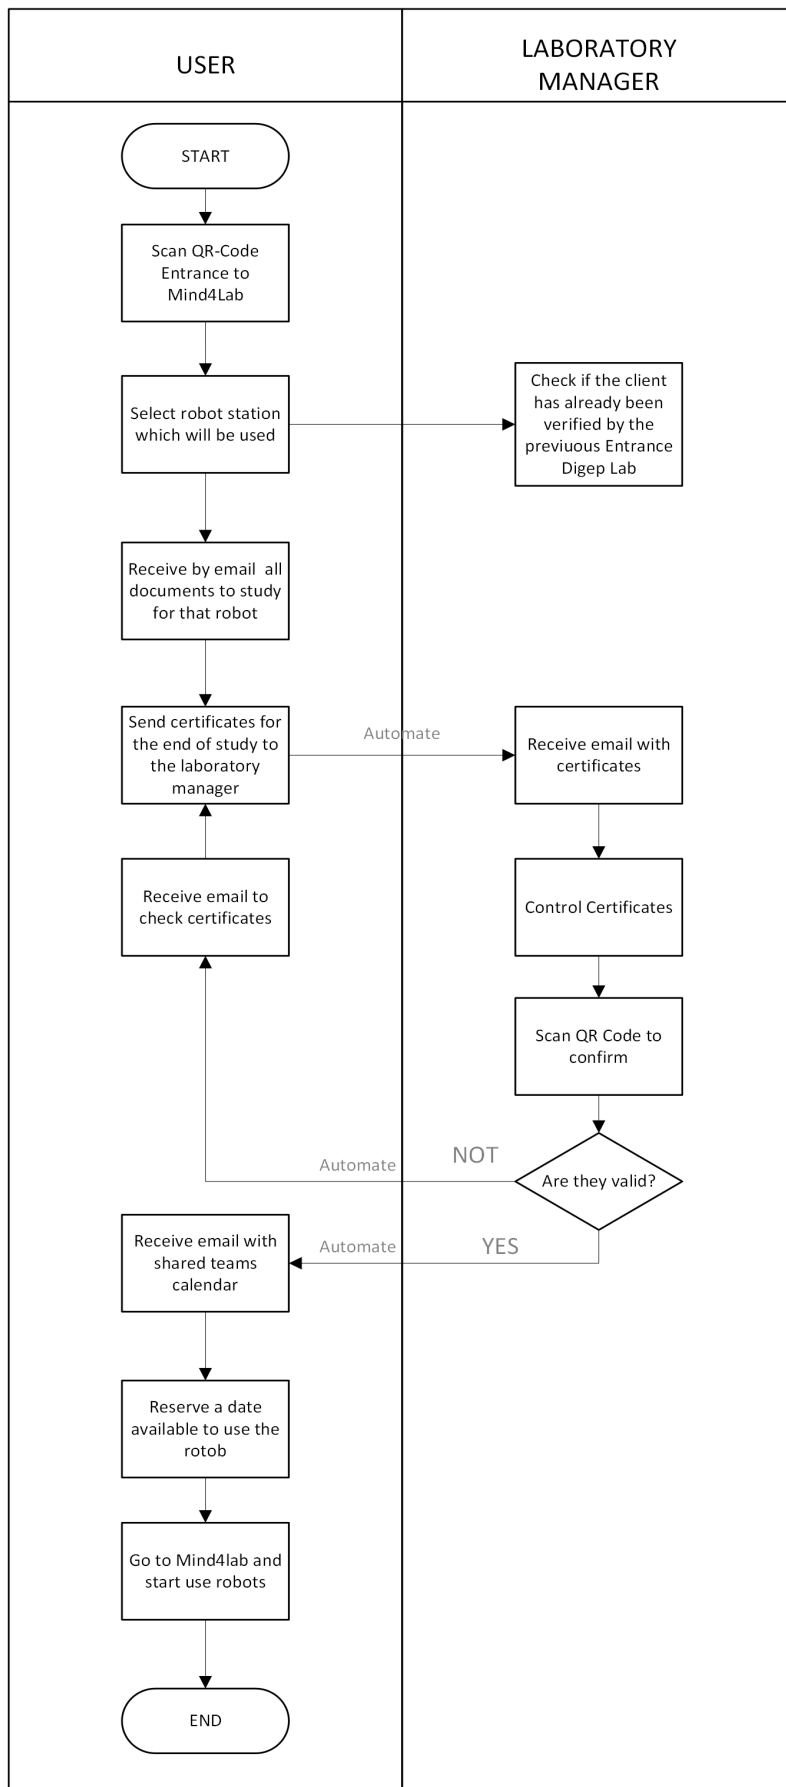 USER
LABORATORY
MANAGER
START
Scan QR-Code
Entrance to
Mind4Lab
Select robot station
which will be used
Check if the client
has already been
verified by the
previuous Entrance
Digep Lab
Receive by email all
documents to study
for that robot
Send certificates for
the end of study to
the laboratory
manager
Automate
Receive email with
certificates
Receive email to
check certificates
Control Certificates
Scan QR Code to
confirm
Are they valid?
NOT
Automate
YES
Automate
Receive email with
shared teams
calendar
Reserve a date
available to use the
rotob
Go to Mind4lab and
start use robots
END